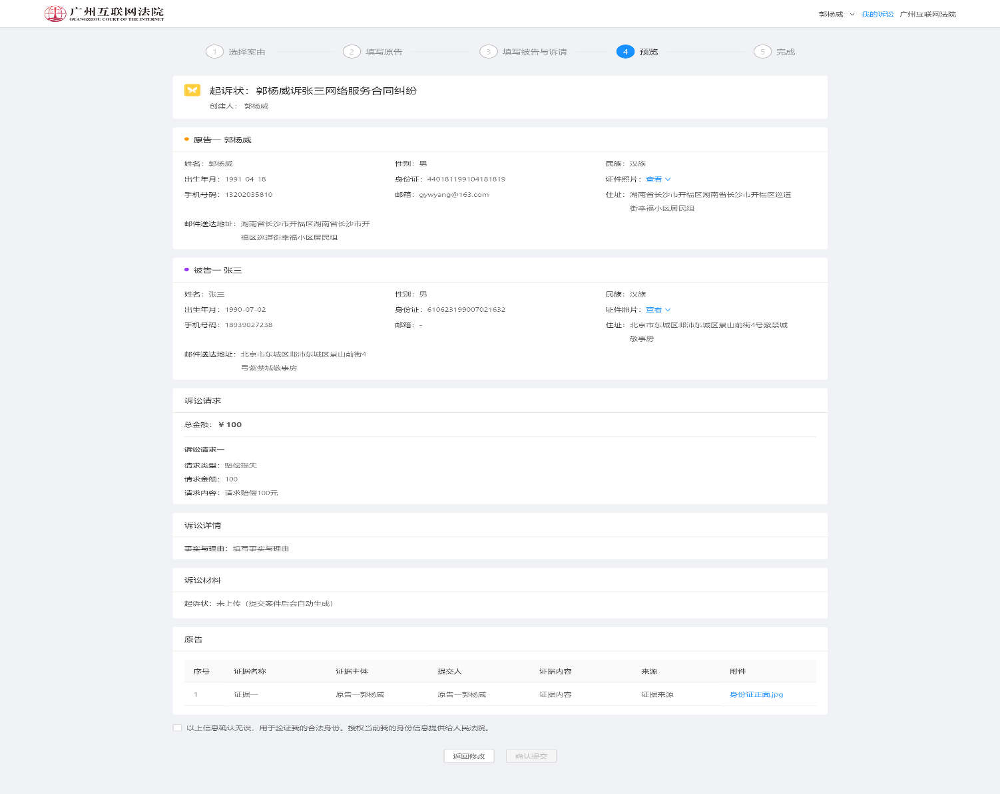 广州互联网法院
GUANGZHOU COURT OF THE INTERNET
郭杨威 我的诉讼 广州互联网法院
1 选择案由 2 填写原告 3 填写被告与诉请 4 预览 5 完成
起诉状：郭杨威诉张三网络服务合同纠纷
创建人： 郭杨威
原告一 郭杨威
姓名：郭杨威 性别：男 民族：汉族
出生年月：1991-04-18 身份证：440181199104181819 证件照片：查看
手机号码：13202035810 邮箱：gywyang@163.com 住址：湖南省长沙市开福区湖南省长沙市开福区巡道
街幸福小区居民组
邮件送达地址：湖南省长沙市开福区湖南省长沙市开
福区巡道街幸福小区居民组
被告一 张三
姓名：张三 性别：男 民族：汉族
出生年月：1990-07-02 身份证：610623199007021632 证件照片：查看
手机号码：18939027238 邮箱：- 住址：北京市东城区邶沛东城区景山前街4号紫禁城
敬事房
邮件送达地址：北京市东城区邶沛东城区景山前街4
号紫禁城敬事房
诉讼请求
总金额： ¥ 100
诉讼请求一
请求类型：赔偿损失
请求金额：100
请求内容：请求赔偿100元
诉讼详情
事实与理由：填写事实与理由
诉讼材料
起诉状：未上传（提交案件后会自动生成）
原告
序号 证据名称 证据主体 提交人 证据内容 来源 附件
1 证据一 原告一郭杨威 原告一郭杨威 证据内容 证据来源 身份证正面.jpg
以上信息确认无误，用于验证我的合法身份。授权当前我的身份信息提供给人民法院。
返回修改 确认提交